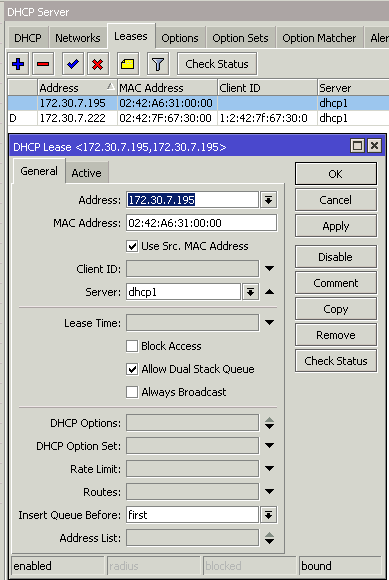 DHCP Server
DHCP Networks Leases Options Option Sets Option Matcher Aler
Check Status
Address MAC Address Client ID Server
172.30.7.195 02:42:A6:31:00:00 dhcp1
D 172.30.7.222 02:42:7F:67:30:00 1:2:42:7f:67:30:0 dhcp1
DHCP Lease <172.30.7.195,172.30.7.195>
General Active
Address: 172.30.7.195 OK
MAC Address: 02:42:A6:31:00:00 Cancel
Use Src. MAC Address Apply
Client ID: Disable
Server: dhcp1 Comment
Lease Time: Copy
Block Access Remove
Allow Dual Stack Queue Check Status
Always Broadcast
DHCP Options:
DHCP Option Set:
Rate Limit:
Routes:
Insert Queue Before: first
Address List:
enabled radius blocked bound